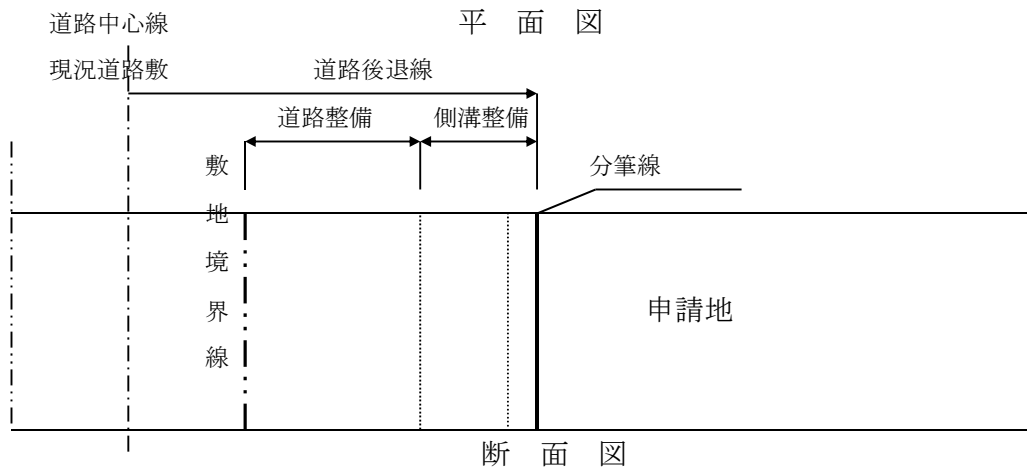 平 面 図
道路中心線
現況道路敷
道路後退線
道路整備
側溝整備
敷地境界線
分筆線
申請地
断 面 図